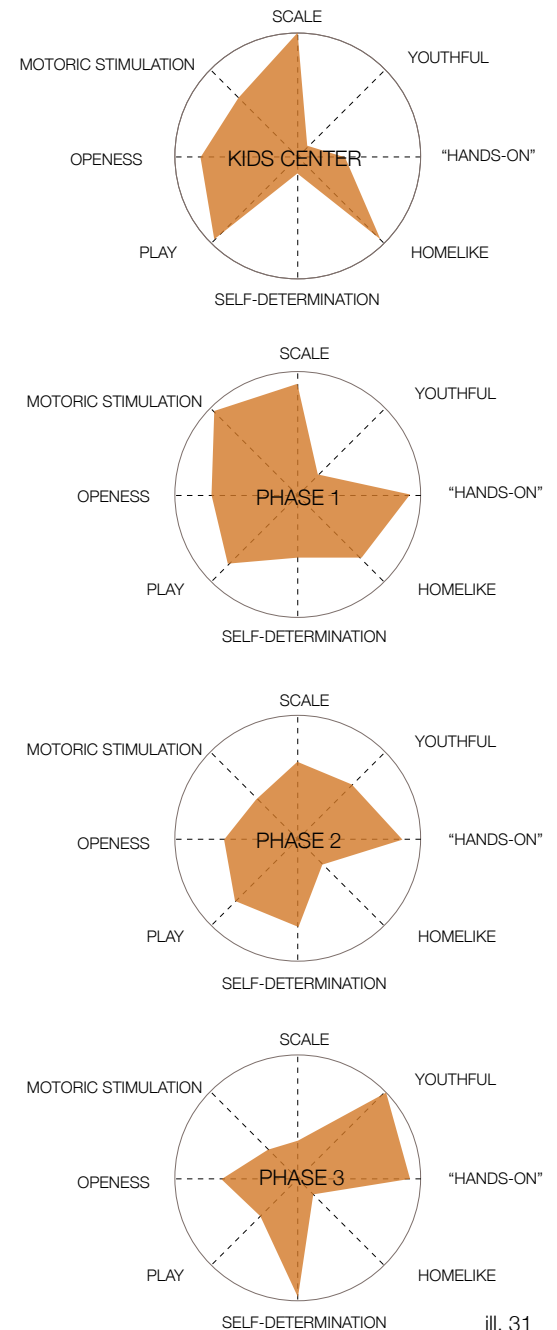 SCALE
YOUTHFUL
MOTORIC STIMULATION
OPENESS
KIDS CENTER
“HANDS-ON”
PLAY
HOMELIKE
SELF-DETERMINATION
SCALE
YOUTHFUL
MOTORIC STIMULATION
OPENESS
PHASE 1
“HANDS-ON”
PLAY
HOMELIKE
SELF-DETERMINATION
SCALE
YOUTHFUL
MOTORIC STIMULATION
OPENESS
PHASE 2
“HANDS-ON”
PLAY
HOMELIKE
SELF-DETERMINATION
SCALE
YOUTHFUL
MOTORIC STIMULATION
OPENESS
PHASE 3
“HANDS-ON”
PLAY
HOMELIKE
SELF-DETERMINATION
ill. 31